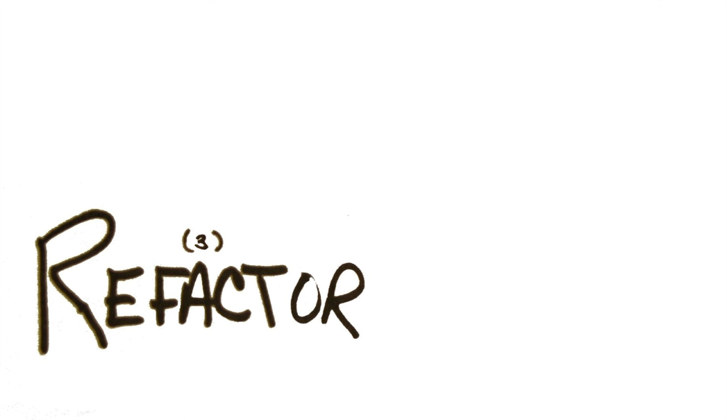 (3)
REFACTOR